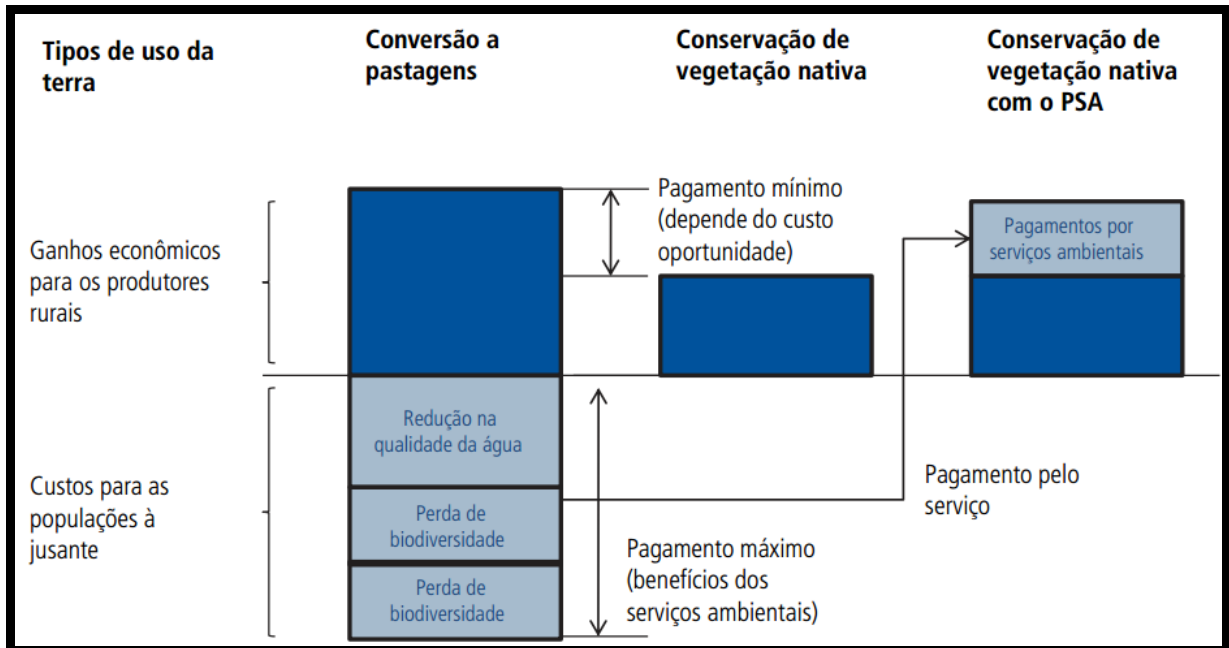 Tipos de uso da
terra
Conversão a
pastagens
Conservação de
vegetação nativa
Conservação de
vegetação nativa
com o PSA
Ganhos econômicos
para os produtores
rurais
Pagamento mínimo
(depende do custo
oportunidade)
Pagamentos por
serviços ambientais
Custos para as
populações à
jusante
Redução na
qualidade da água
Perda de
biodiversidade
Perda de
biodiversidade
Pagamento máximo
(benefícios dos
serviços ambientais)
Pagamento pelo
serviço